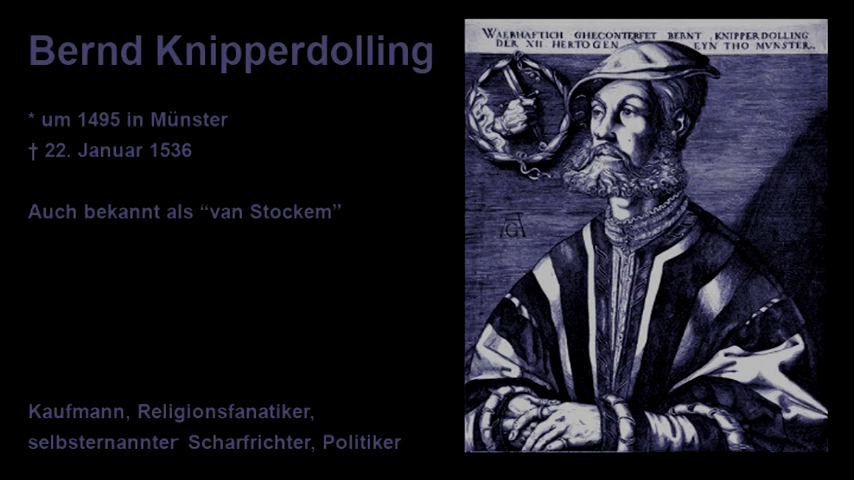 Bernd Knipperdolling
* um 1495 in Münster
† 22. Januar 1536
Auch bekannt als “van Stockem”
Kaufmann, Religionsfanatiker,
selbsternannter Scharfrichter, Politiker
WAERHAFTICH GHECONTERFET BERNT KNIPPERDOLLING
DER XII HERTOGEN EYN THO MVNSTER.
AG